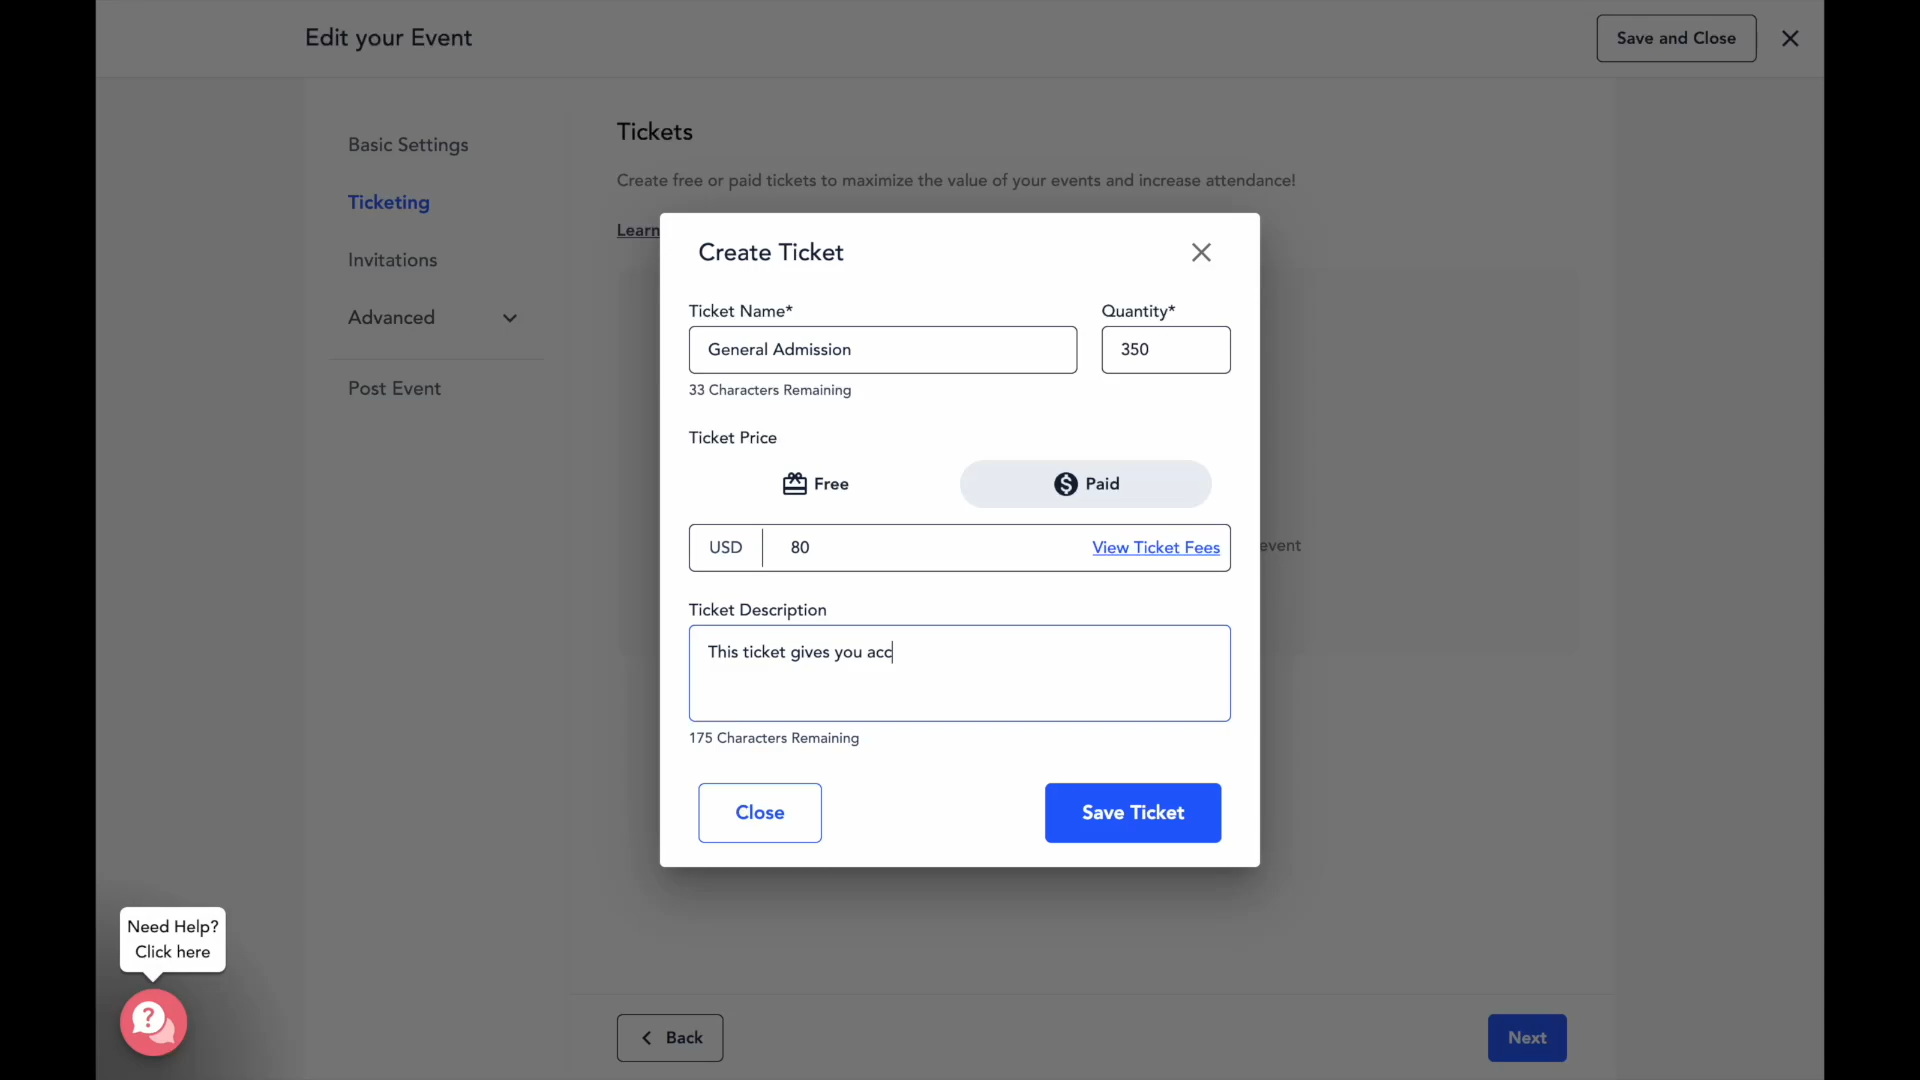 Edit your Event
Save and Close
Basic Settings
Ticketing
Invitations
Advanced
Post Event
Tickets
Create free or paid tickets to maximize the value of your events and increase attendance!
Learn
event
Create Ticket
Ticket Name*
Quantity*
General Admission
350
33 Characters Remaining
Ticket Price
Free
Paid
USD
80
View Ticket Fees
Ticket Description
This ticket gives you acc
175 Characters Remaining
Close
Save Ticket
Need Help?
Click here
?
Back
Next